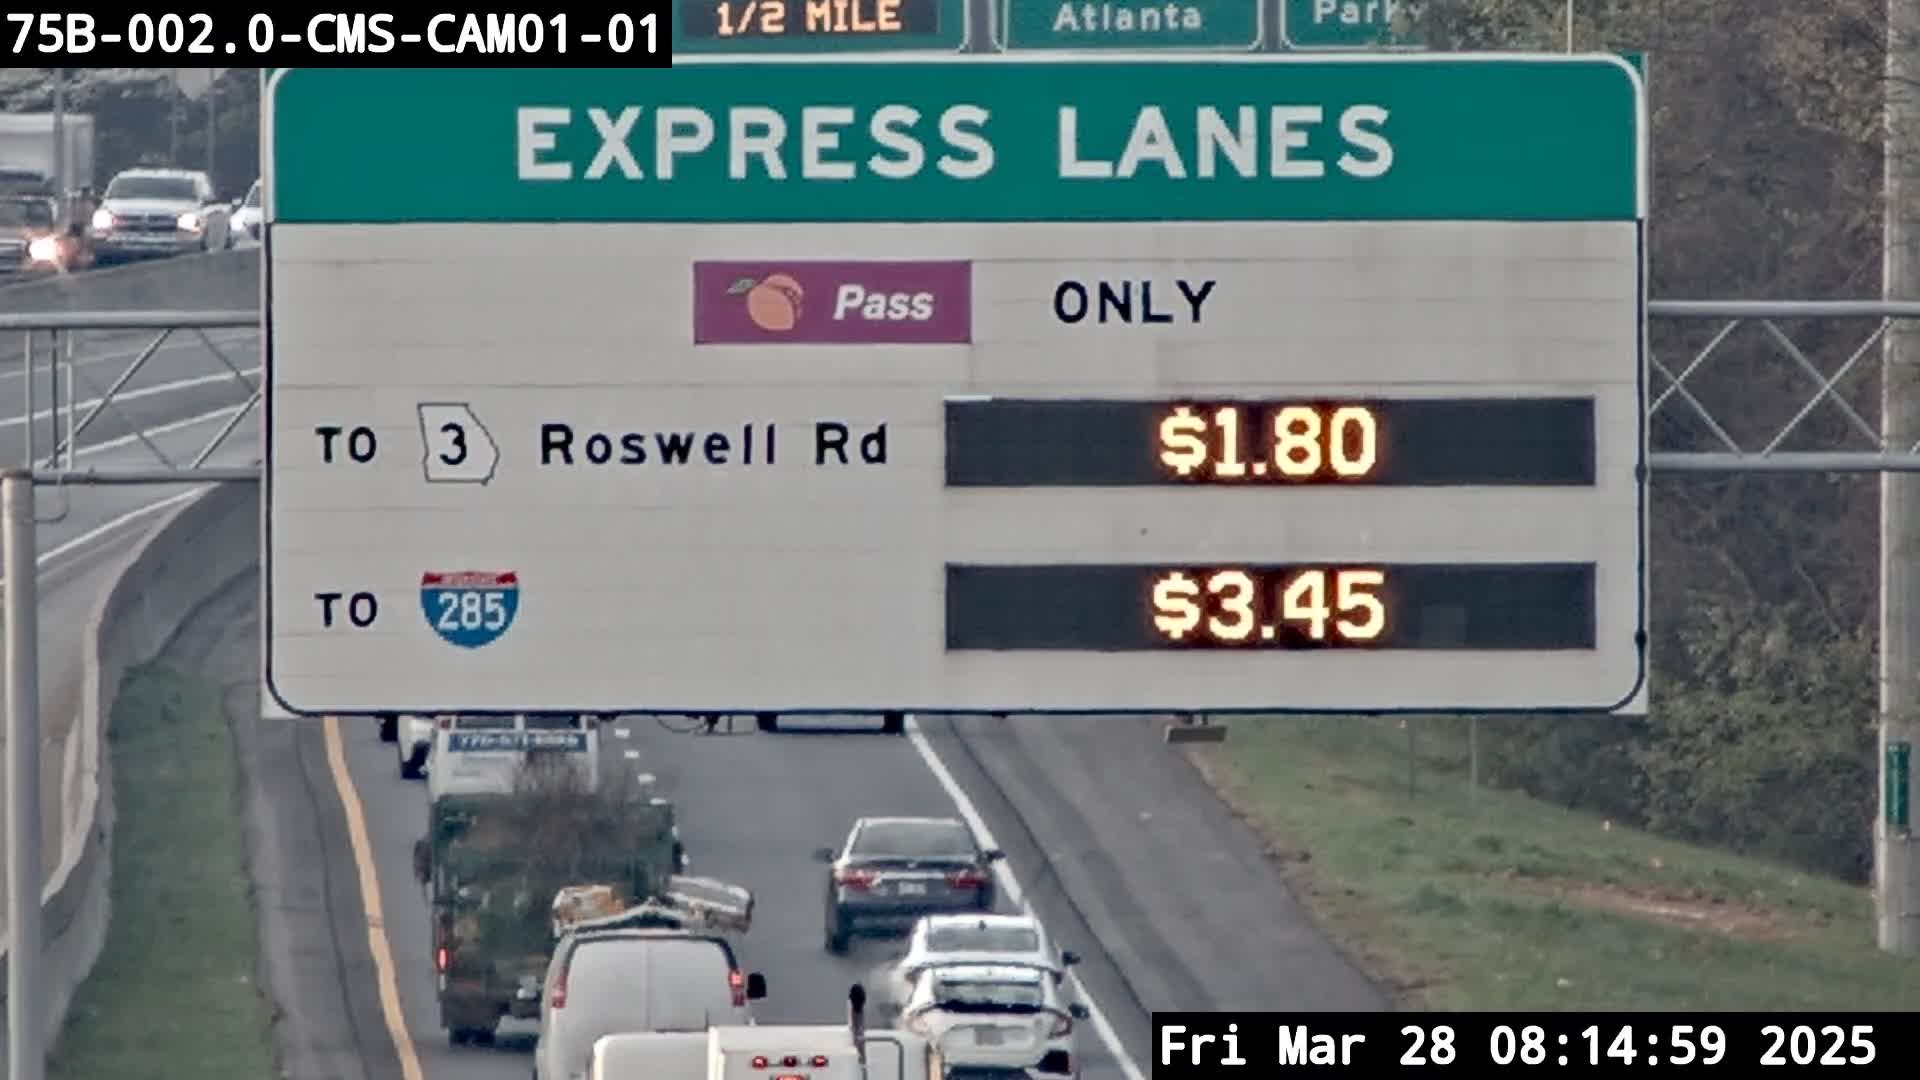 75B-002.0-CMS-CAM01-01
1/2 MILE
Atlanta
EXPRESS LANES
Pass ONLY
TO 3 Roswell Rd $1.80
TO 285 $3.45
Fri Mar 28 08:14:59 2025